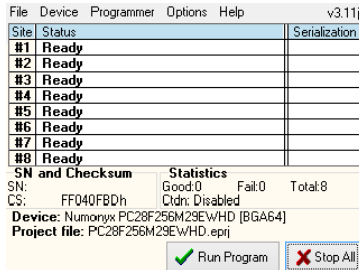 File Device Programmer Options Help v3.11j
Site Status Serialization
#1 Ready
#2 Ready
#3 Ready
#4 Ready
#5 Ready
#6 Ready
#7 Ready
#8 Ready
SN and Checksum Statistics
SN: Good:0 Fail:0 Total:8
CS: FF040FBDh Ctdn: Disabled
Device: Numonyx PC28F256M29EWHD [BGA64]
Project file: PC28F256M29EWHD.eprj
Run Program Stop All